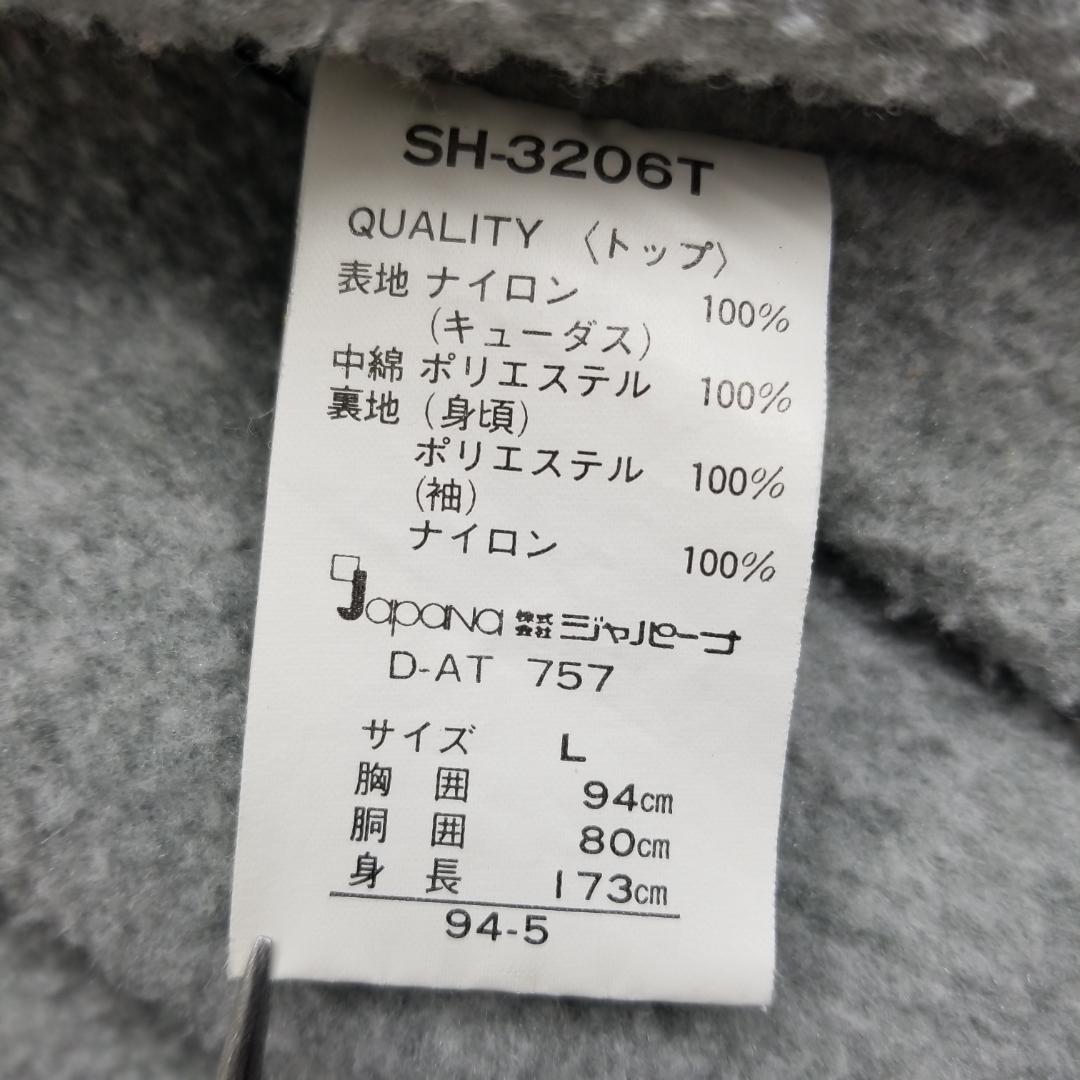 SH-3206T
QUALITY 〈トップ〉
表地 ナイロン 100%
(キューダス)
中綿 ポリエステル 100%
裏地 (身頃)
ポリエステル 100%
(袖)
ナイロン 100%
Japana 株式会社 ジャパーナ
D-AT 757
サイズ L
胸囲 94cm
胴囲 80cm
身長 173cm
94-5